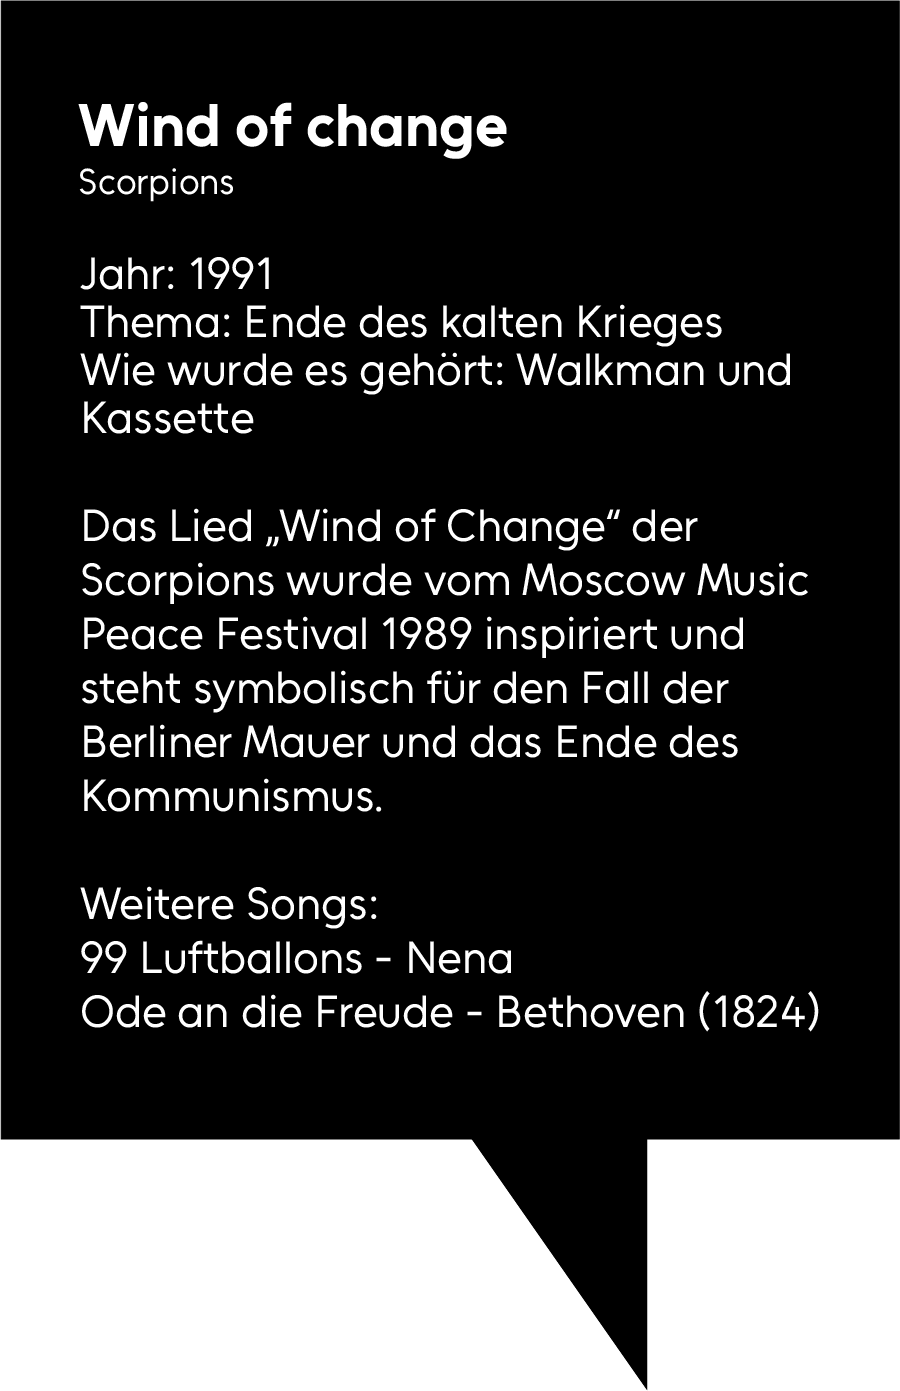 Wind of change
Scorpions
Jahr: 1991
Thema: Ende des kalten Krieges
Wie wurde es gehört: Walkman und
Kassette
Das Lied „Wind of Change“ der
Scorpions wurde vom Moscow Music
Peace Festival 1989 inspiriert und
steht symbolisch für den Fall der
Berliner Mauer und das Ende des
Kommunismus.
Weitere Songs:
99 Luftballons - Nena
Ode an die Freude - Bethoven (1824)